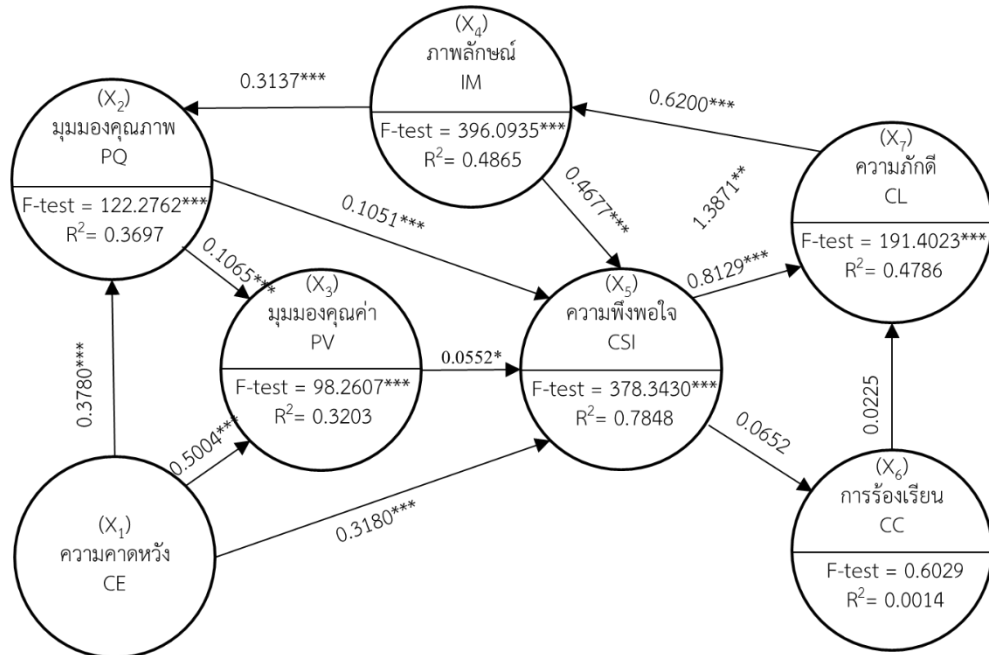 (X4)
ภาพลักษณ์
IM
F-test = 396.0935***
R2= 0.4865
0.3137***
0.6200***
(X2)
มุมมองคุณภาพ
PQ
F-test = 122.2762***
R2= 0.3697
(X7)
ความภักดี
CL
F-test = 191.4023***
R2= 0.4786
0.4677***
1.3871**
0.1051***
0.1065***
0.8129***
(X3)
มุมมองคุณค่า
PV
F-test = 98.2607***
R2= 0.3203
0.0552*
(X5)
ความพึงพอใจ
CSI
F-test = 378.3430***
R2= 0.7848
0.3780***
0.5004***
0.3180***
0.0652
0.0225
(X1)
ความคาดหวัง
CE
(X6)
การร้องเรียน
CC
F-test = 0.6029
R2= 0.0014